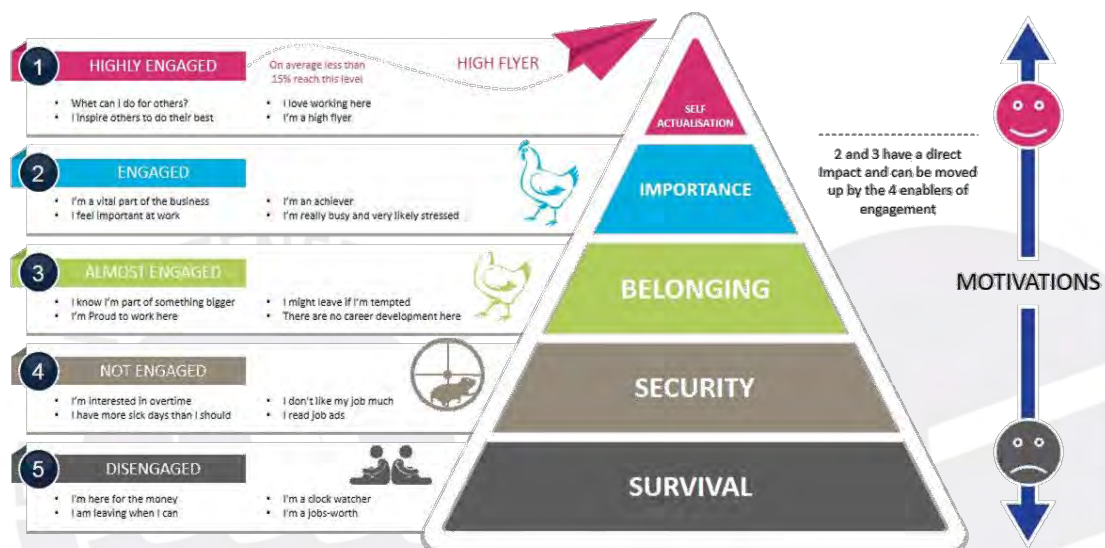 1 HIGHLY ENGAGED
On average less than
15% reach this level
HIGH FLYER
• What can I do for others?
• I inspire others to do their best
• I love working here
• I'm a high flyer
2 ENGAGED
• I'm a vital part of the business
• I feel important at work
• I'm an achiever
• I'm really busy and very likely stressed
3 ALMOST ENGAGED
• I know I'm part of something bigger
• I'm Proud to work here
• I might leave if I'm tempted
• There are no career development here
4 NOT ENGAGED
• I'm interested in overtime
• I have more sick days than I should
• I don't like my job much
• I read job ads
5 DISENGAGED
• I'm here for the money
• I am leaving when I can
• I'm a clock watcher
• I'm a jobs-worth
SELF
ACTUALISATION
IMPORTANCE
BELONGING
SECURITY
SURVIVAL
2 and 3 have a direct
Impact and can be moved
up by the 4 enablers of
engagement
MOTIVATIONS